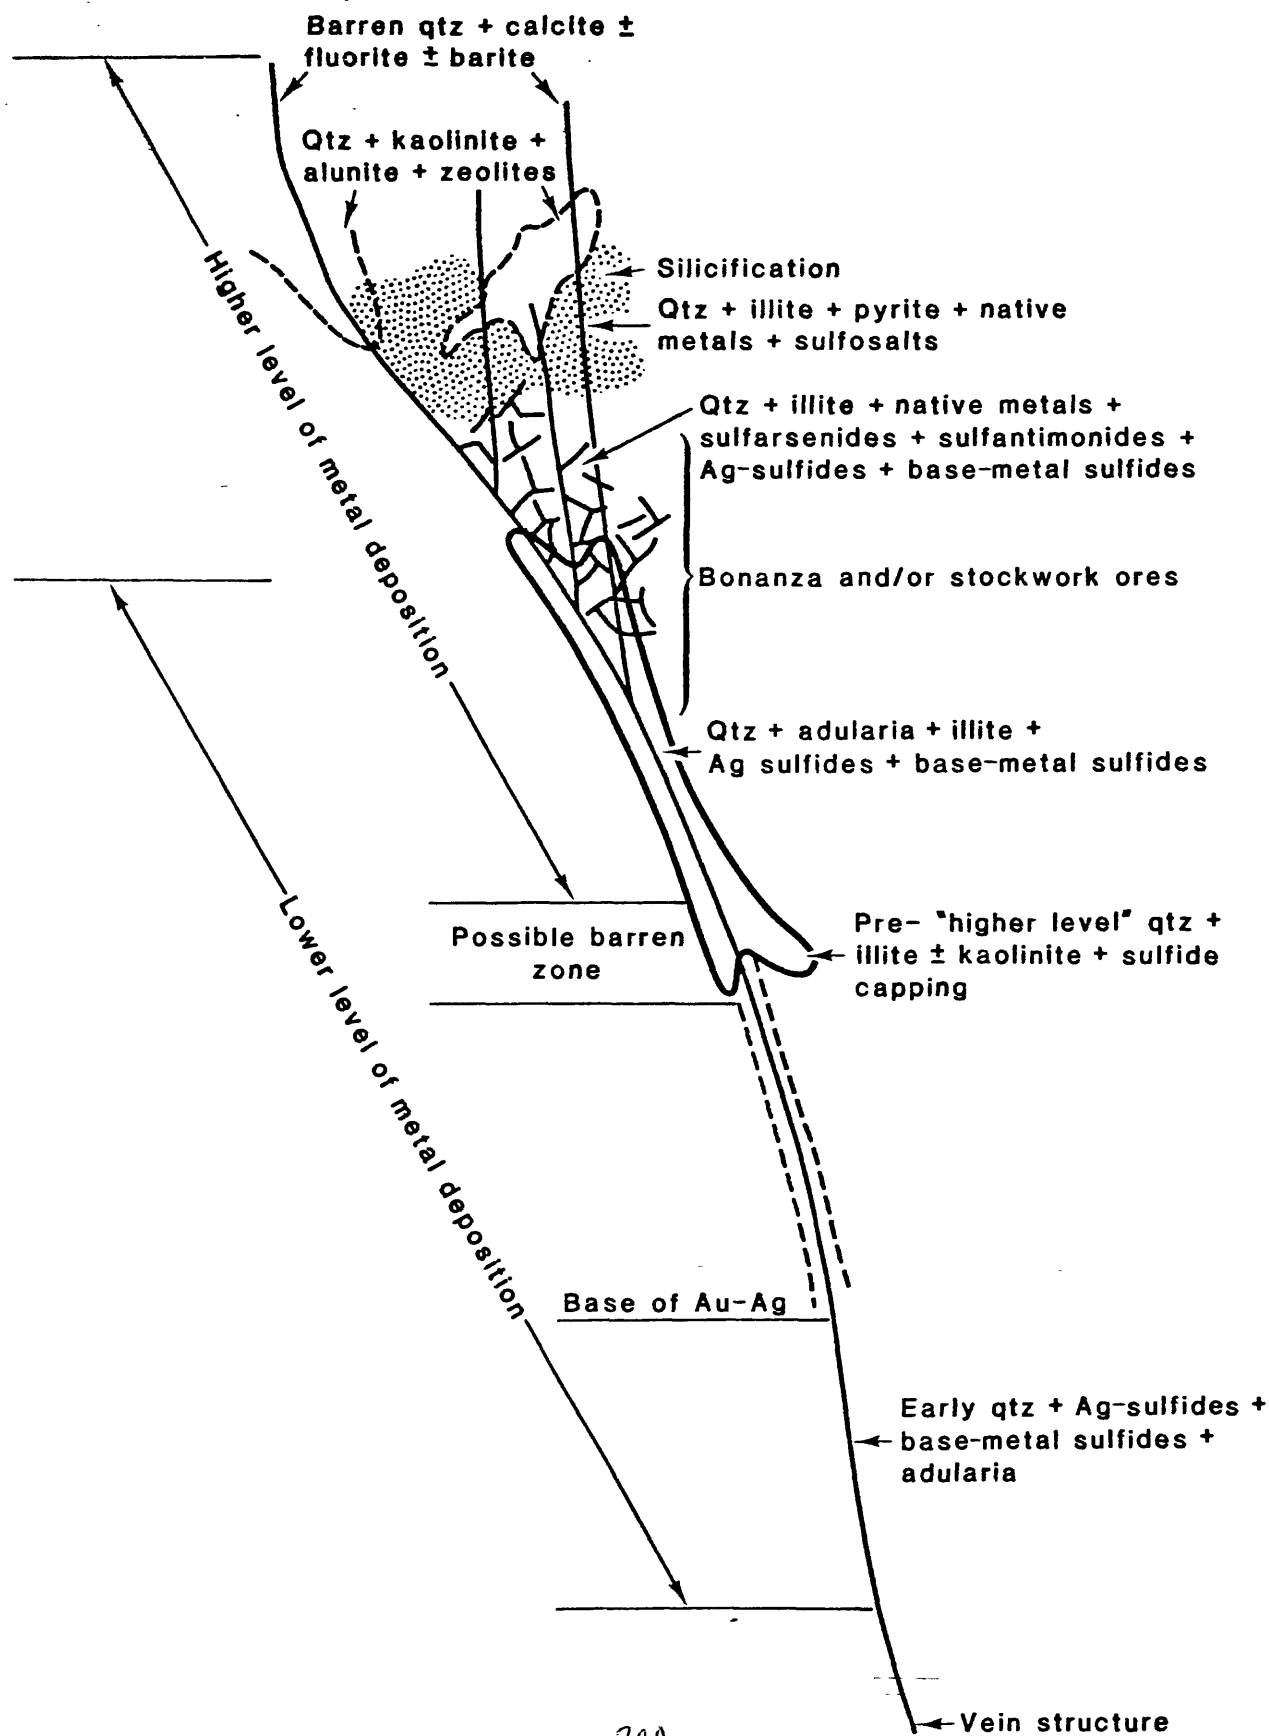 Barren qtz + calcite ±
fluorite ± barite
Qtz + kaolinite +
alunite + zeolites
Silicification
Qtz + illite + pyrite + native
metals + sulfosalts
Higher level of metal deposition
Qtz + illite + native metals +
sulfarsenides + sulfantimonides +
Ag-sulfides + base-metal sulfides
Bonanza and/or stockwork ores
Qtz + adularia + illite +
Ag sulfides + base-metal sulfides
Lower level of metal deposition
Possible barren
zone
Pre- "higher level" qtz +
illite ± kaolinite + sulfide
capping
Base of Au-Ag
Early qtz + Ag-sulfides +
base-metal sulfides +
adularia
Vein structure